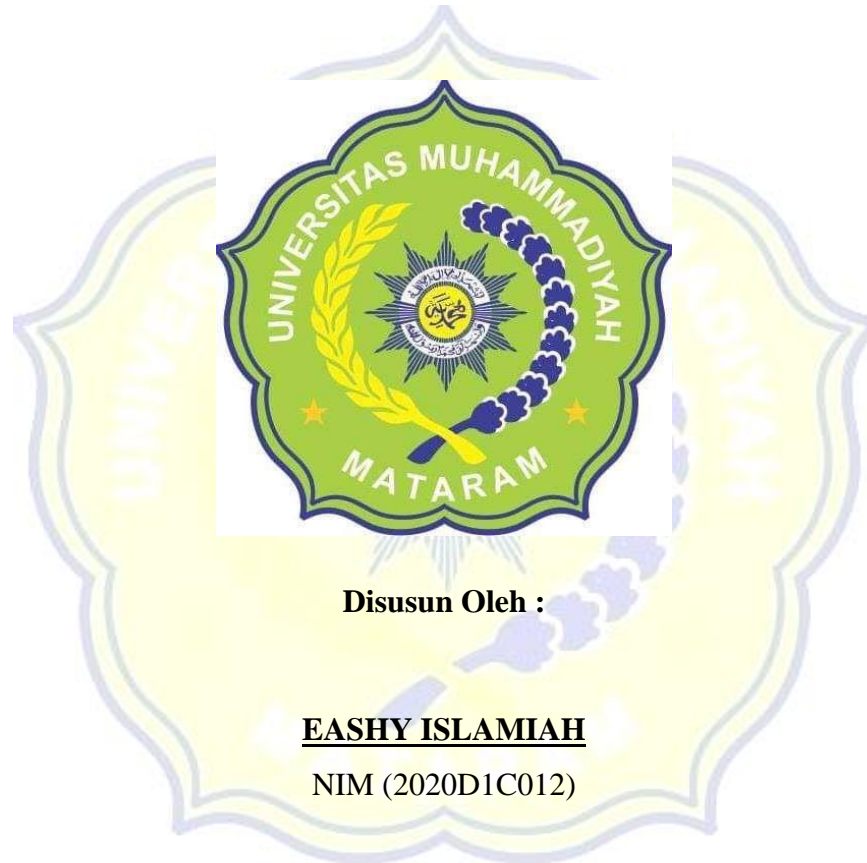 UNIVERSITAS MUHAMMADIYAH
MATARAM
Disusun Oleh :
EASHY ISLAMIAH
NIM (2020D1C012)